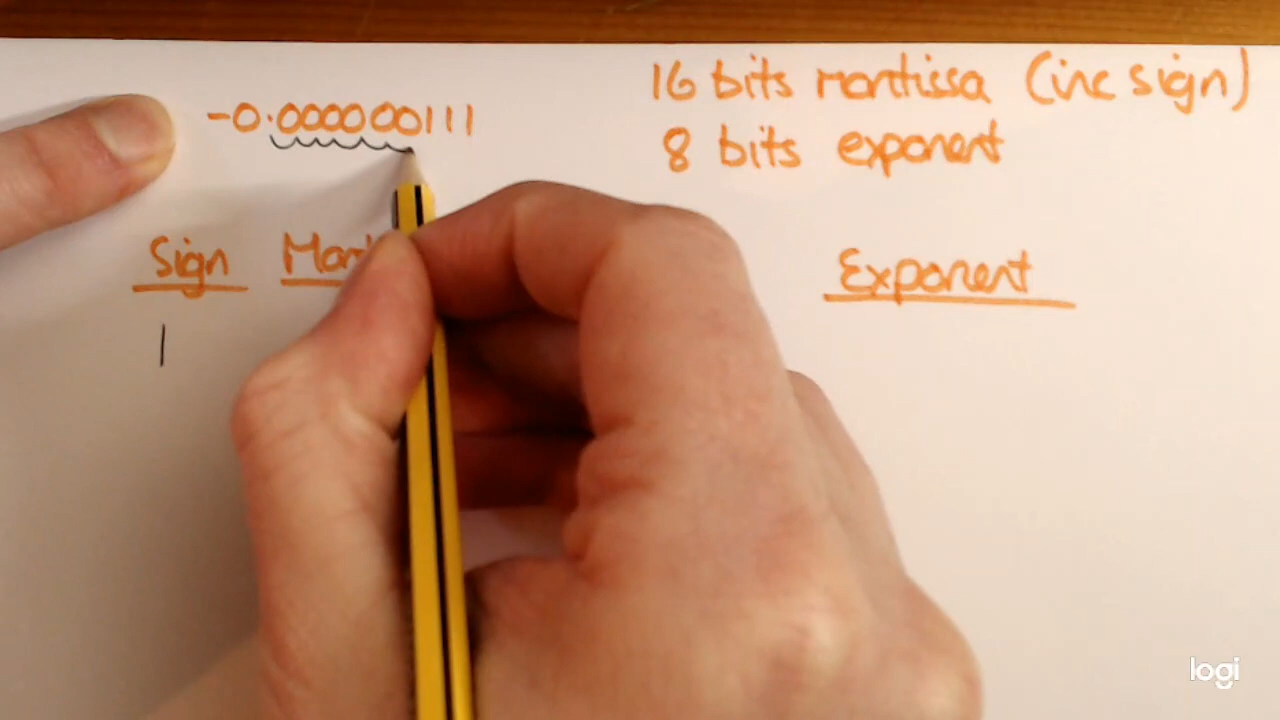 -0.000000111
16 bits mantissa (inc sign)
8 bits exponent
Sign Exponent
1
logi